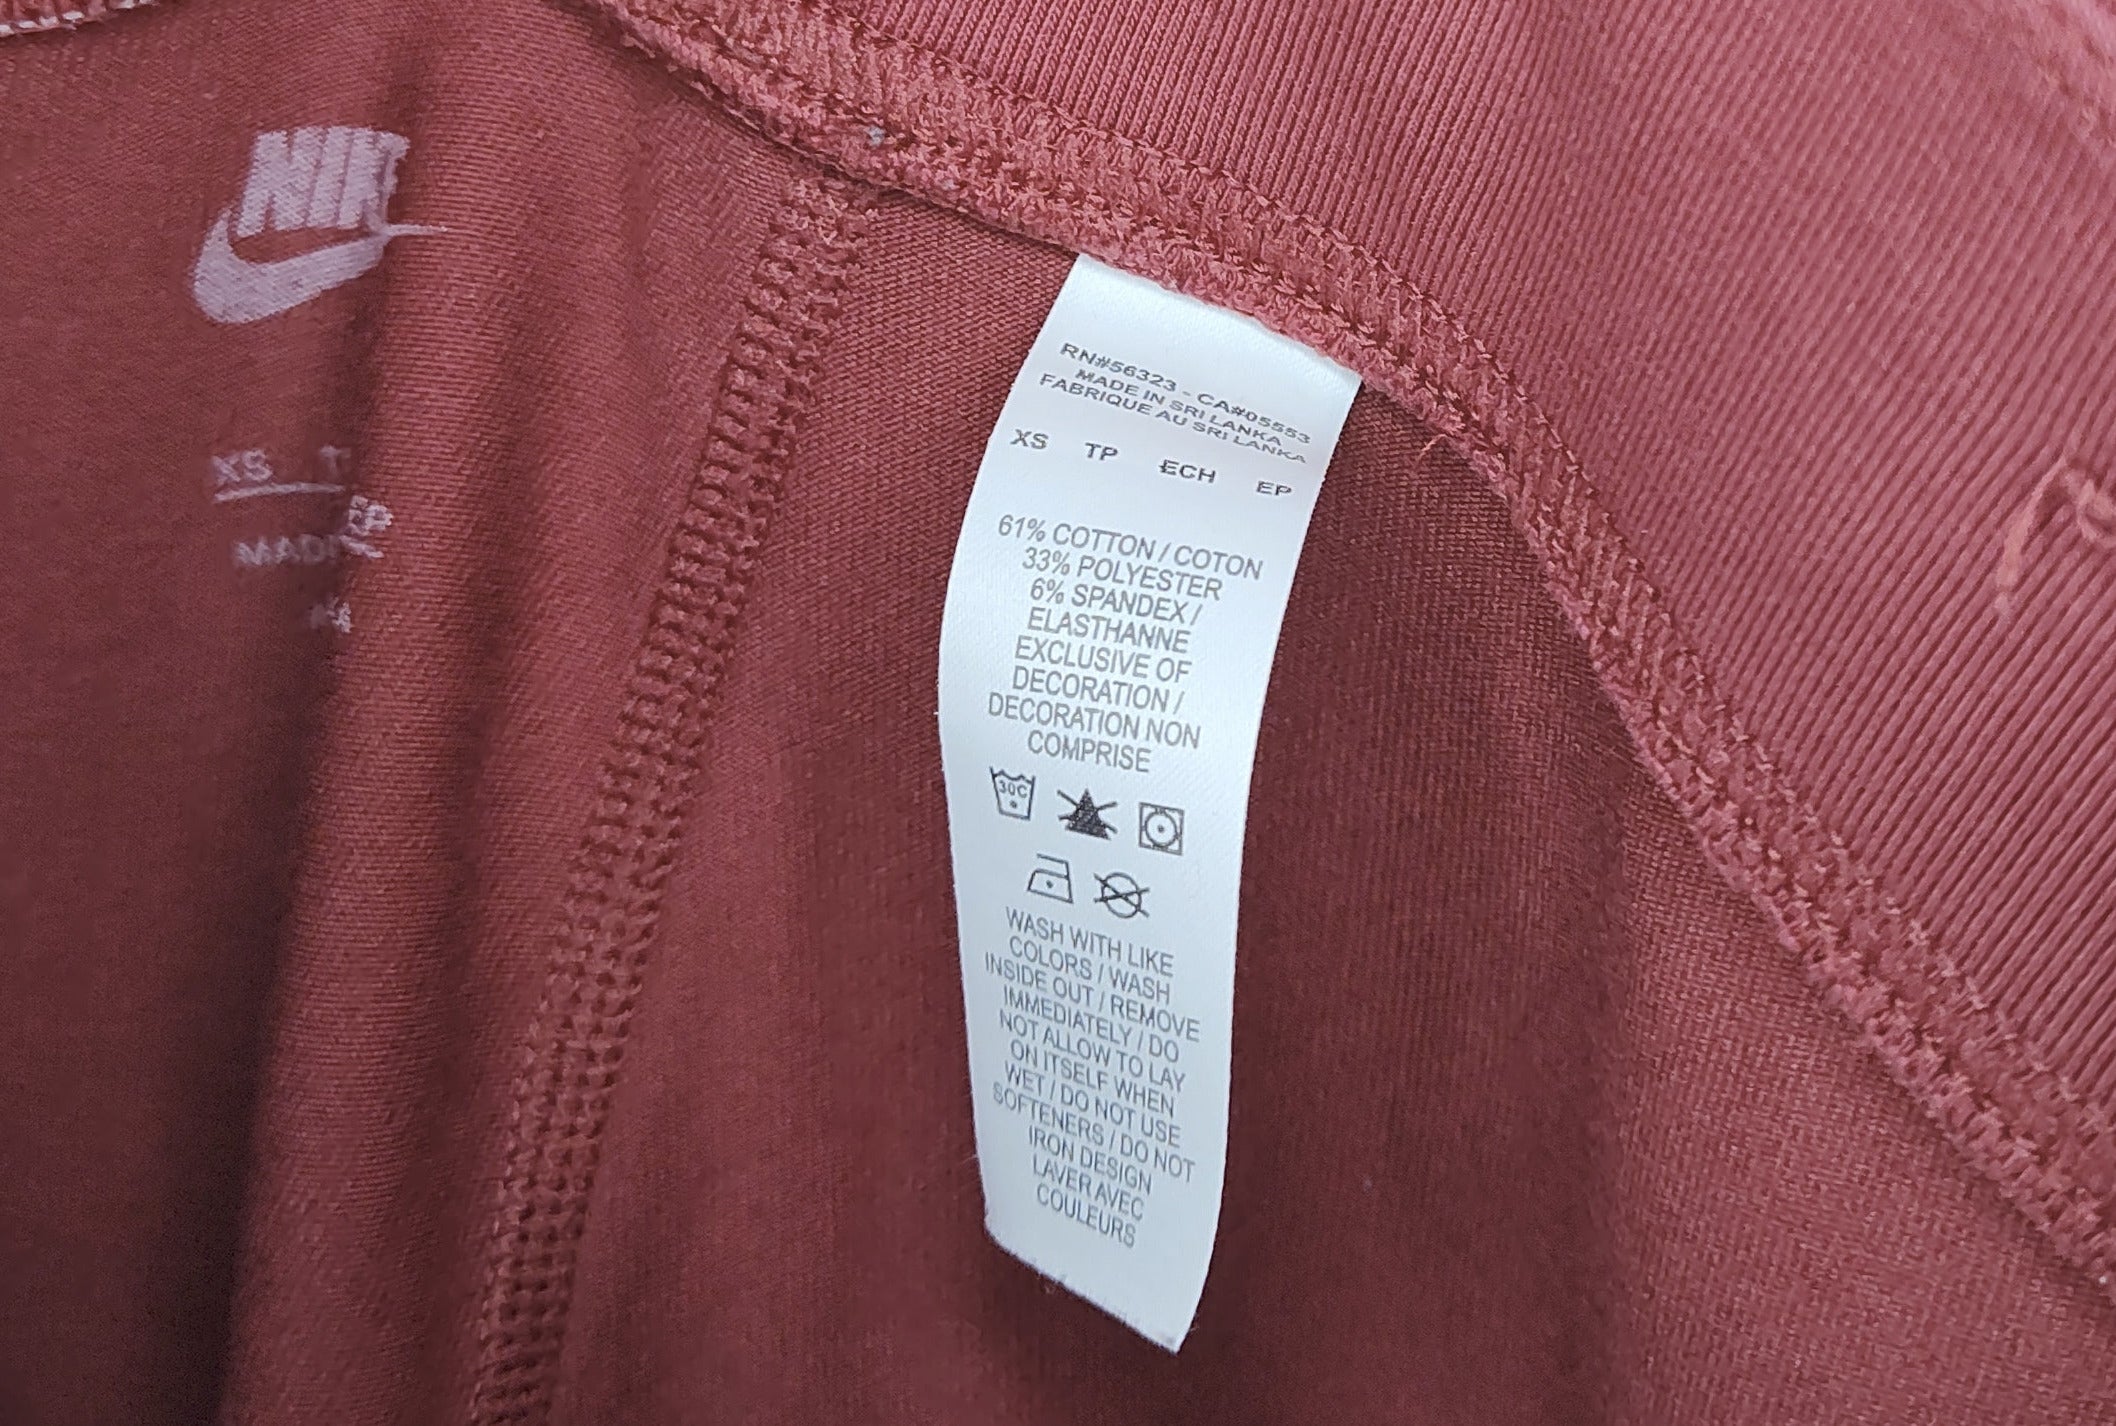 NIKE
XS
EP
RN#56323 - CA#05553
MADE IN SRI LANKA
FABRIQUE AU SRI LANKA
XS TP ECH EP
61% COTTON / COTON
33% POLYESTER
6% SPANDEX /
ELASTHANNE
EXCLUSIVE OF
DECORATION /
DECORATION NON
COMPRISE
30C
WASH WITH LIKE
COLORS / WASH
INSIDE OUT / REMOVE
IMMEDIATELY / DO
NOT ALLOW TO LAY
ON ITSELF WHEN
WET / DO NOT USE
SOFTENERS / DO NOT
IRON DESIGN
LAVER AVEC
COULEURS